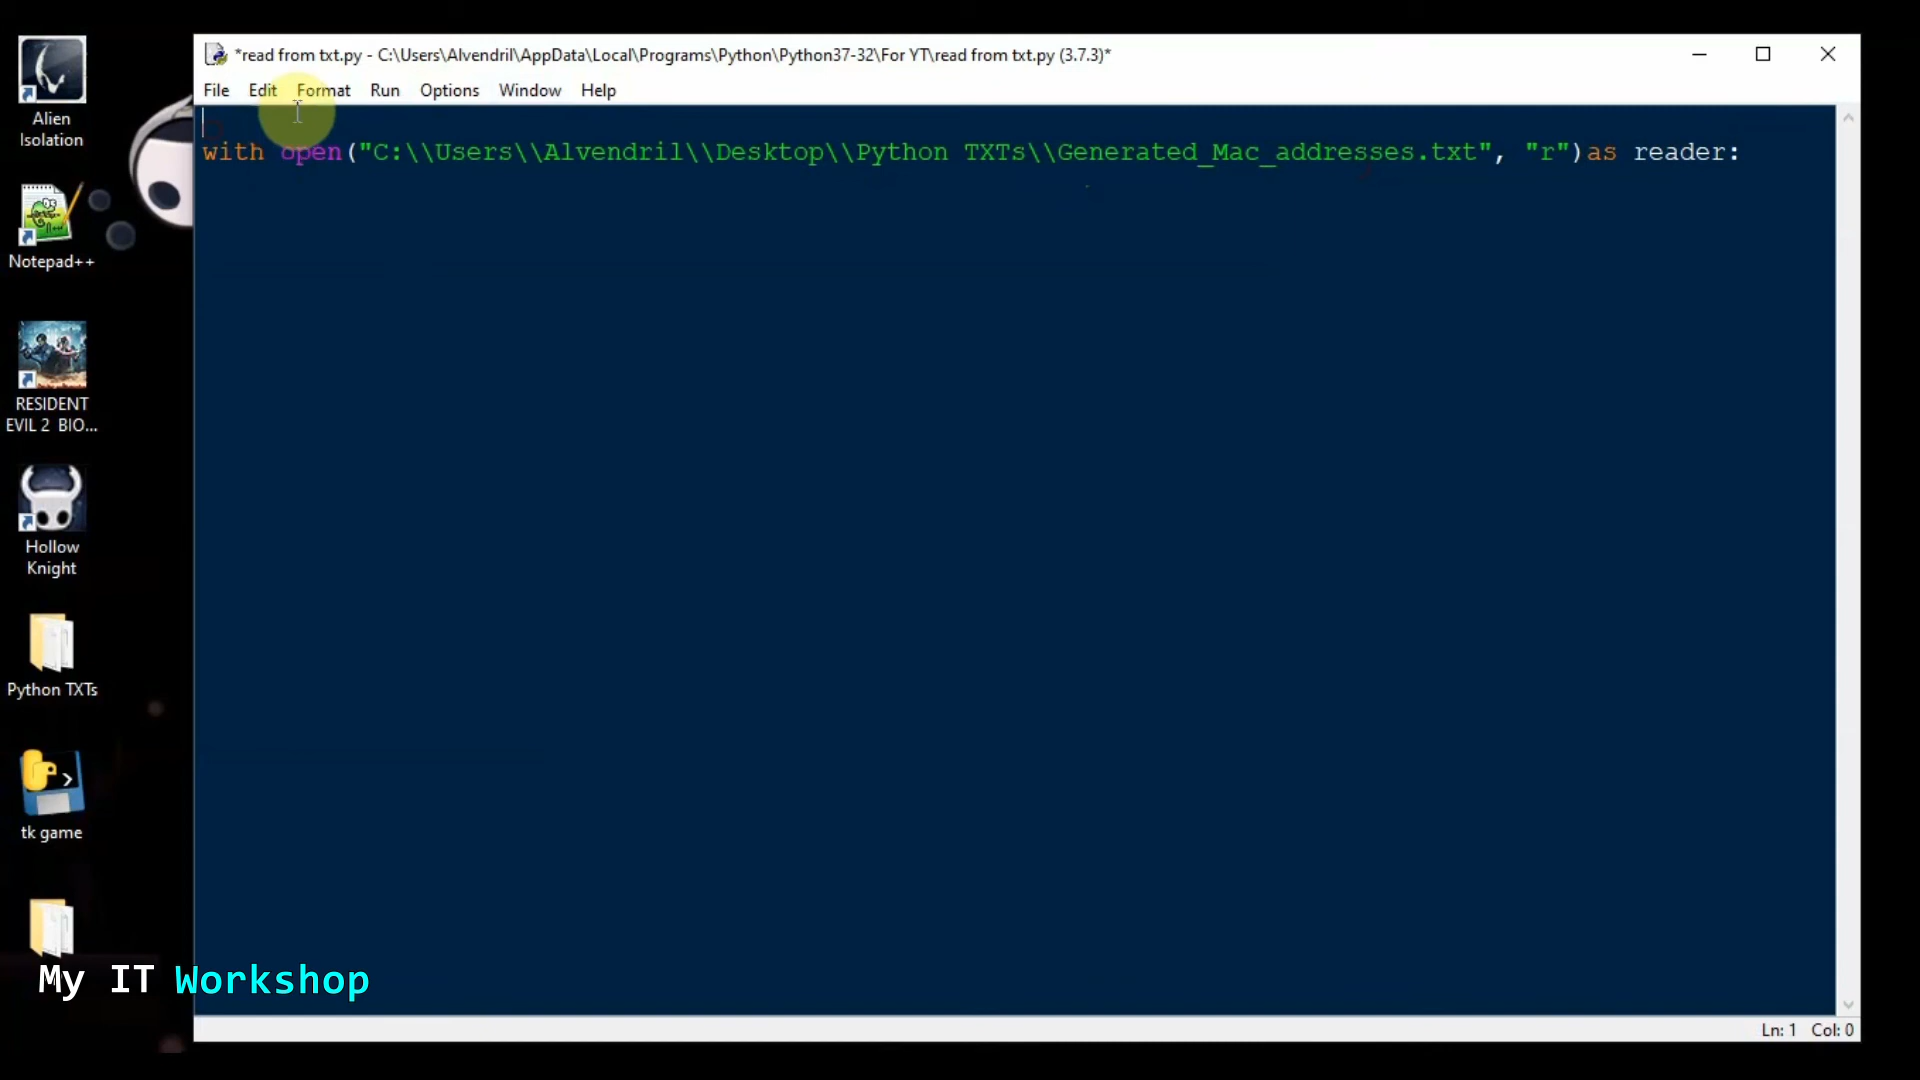 *read from txt.py - C:\Users\Alvendril\AppData\Local\Programs\Python\Python37-32\For YT\read from txt.py (3.7.3)*
File Edit Format Run Options Window Help
with open("C:\\Users\\Alvendril\\Desktop\\Python TXTs\\Generated_Mac_addresses.txt", "r")as reader:
Alien
Isolation
Notepad++
RESIDENT
EVIL 2 BIO...
Hollow
Knight
Python TXTs
tk game
My IT Workshop
Ln: 1 Col: 0